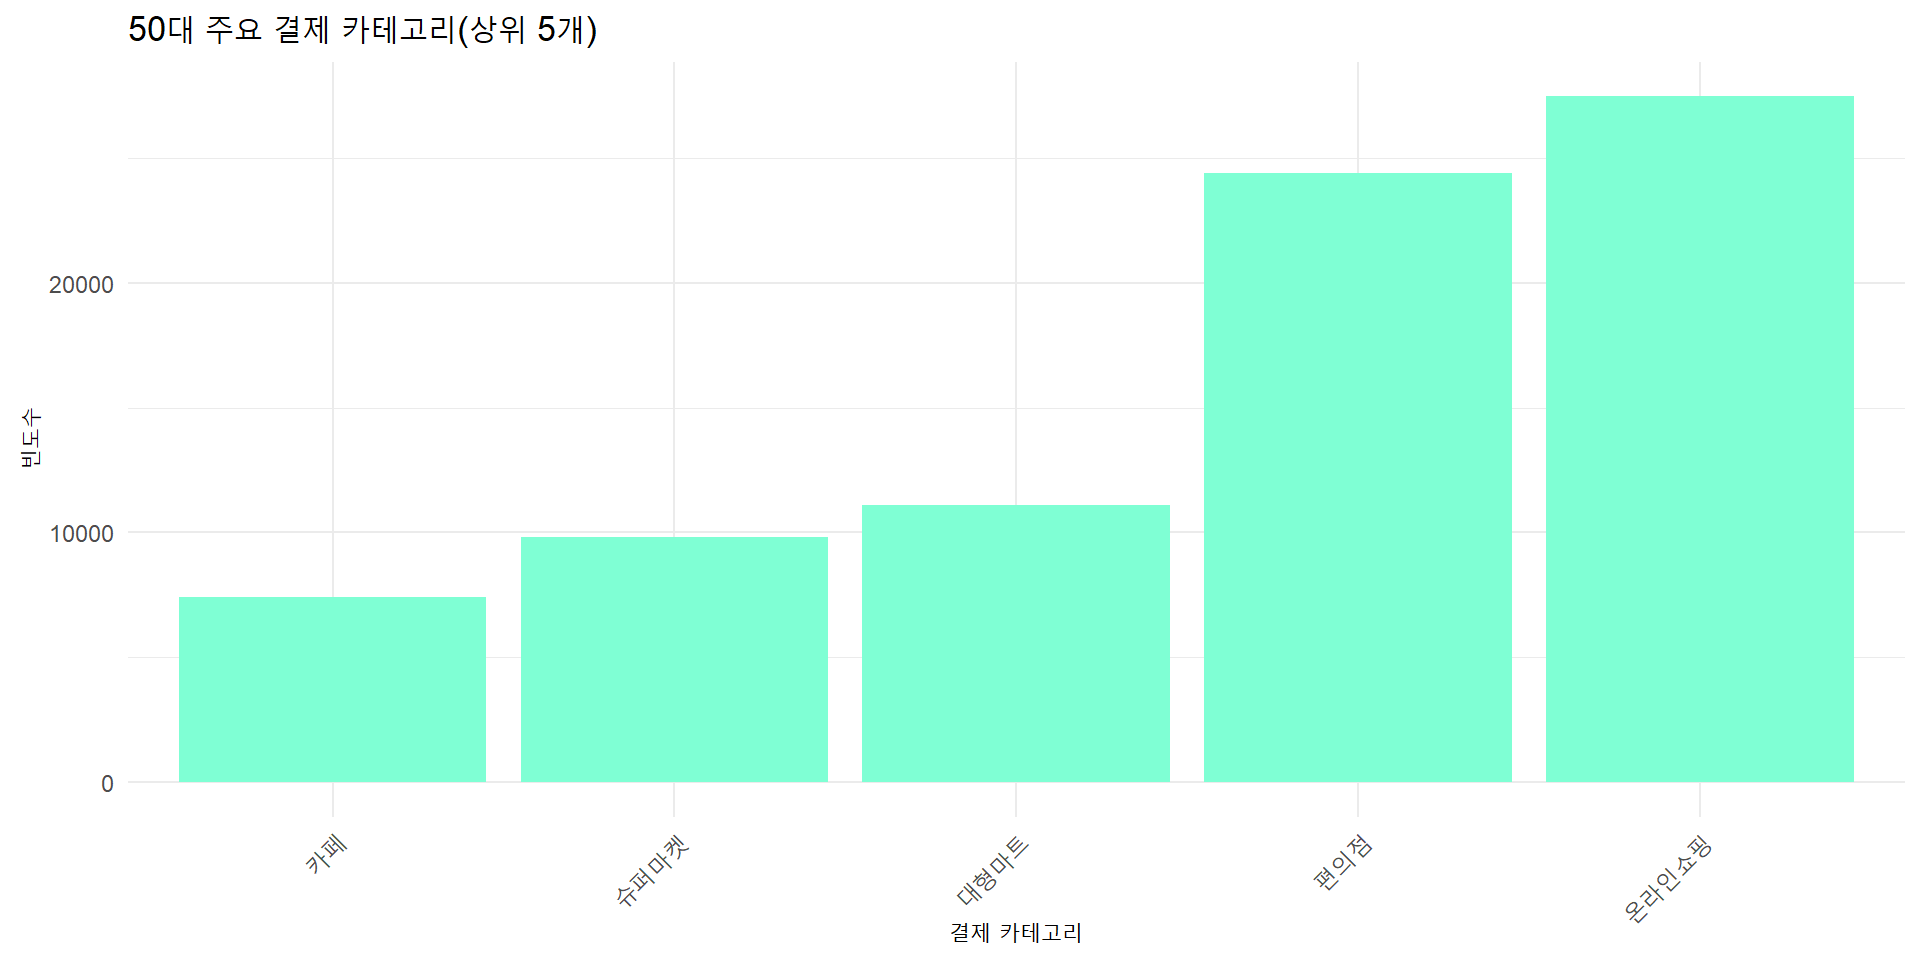 50대 주요 결제 카테고리(상위 5개)
빈도수
20000
10000
0
카페
슈퍼마켓
대형마트
편의점
온라인쇼핑
결제 카테고리